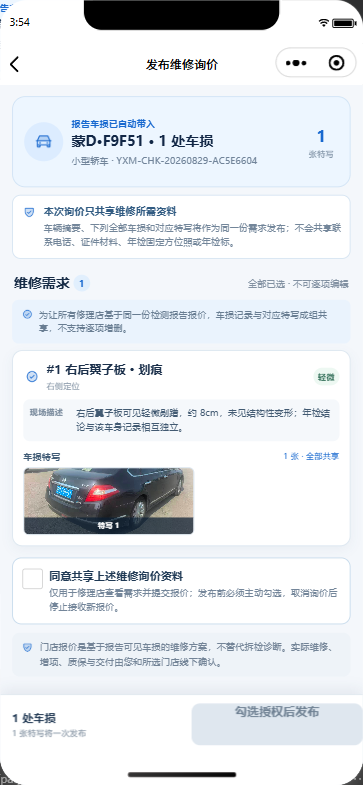 3:54
发布维修询价
报告车损已自动带入
蒙D•F9F51 • 1 处车损
小型轿车 · YXM-CHK-20260829-AC5E6604
1
张特写
本次询价只共享维修所需资料
车辆摘要、下列全部车损和对应特写将作为同一份需求发布；不会共享联
系电话、证件材料、年检固定方位照或年检标。
维修需求 1
全部已选 · 不可逐项编辑
为让所有修理店基于同一份检测报告报价，车损记录与对应特写成组共
享，不支持逐项增删。
#1 右后翼子板 • 划痕
右侧定位
轻微
现场描述
右后翼子板可见轻微剐蹭，约 8cm，未见结构性变形；年检结
论与该车身记录相互独立。
车损特写
1 张 · 全部共享
特写 1
同意共享上述维修询价资料
仅用于修理店查看需求并提交报价；发布前必须主动勾选，取消询价后
停止接收新报价。
门店报价是基于报告可见车损的维修方案，不替代拆检诊断。实际维修、
增项、质保与交付由您和所选门店线下确认。
1 处车损
1 张特写将一次发布
勾选授权后发布